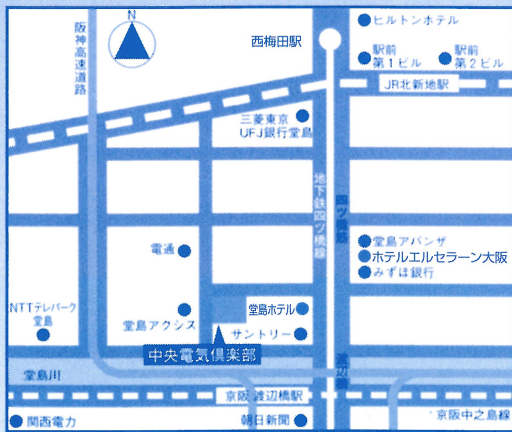 N
阪神高速道路
西梅田駅
ヒルトンホテル
駅前
第1ビル
駅前
第2ビル
JR北新地駅
三菱東京
UFJ銀行堂島
地下鉄四ツ橋線
四ツ橋筋
電通
堂島アバンザ
ホテルエルセラーン大阪
みずほ銀行
NTTテレパーク
堂島
堂島アクシス
堂島ホテル
サントリー
中央電気倶楽部
渡辺橋
堂島川
京阪 渡辺橋駅
京阪中之島線
関西電力
朝日新聞